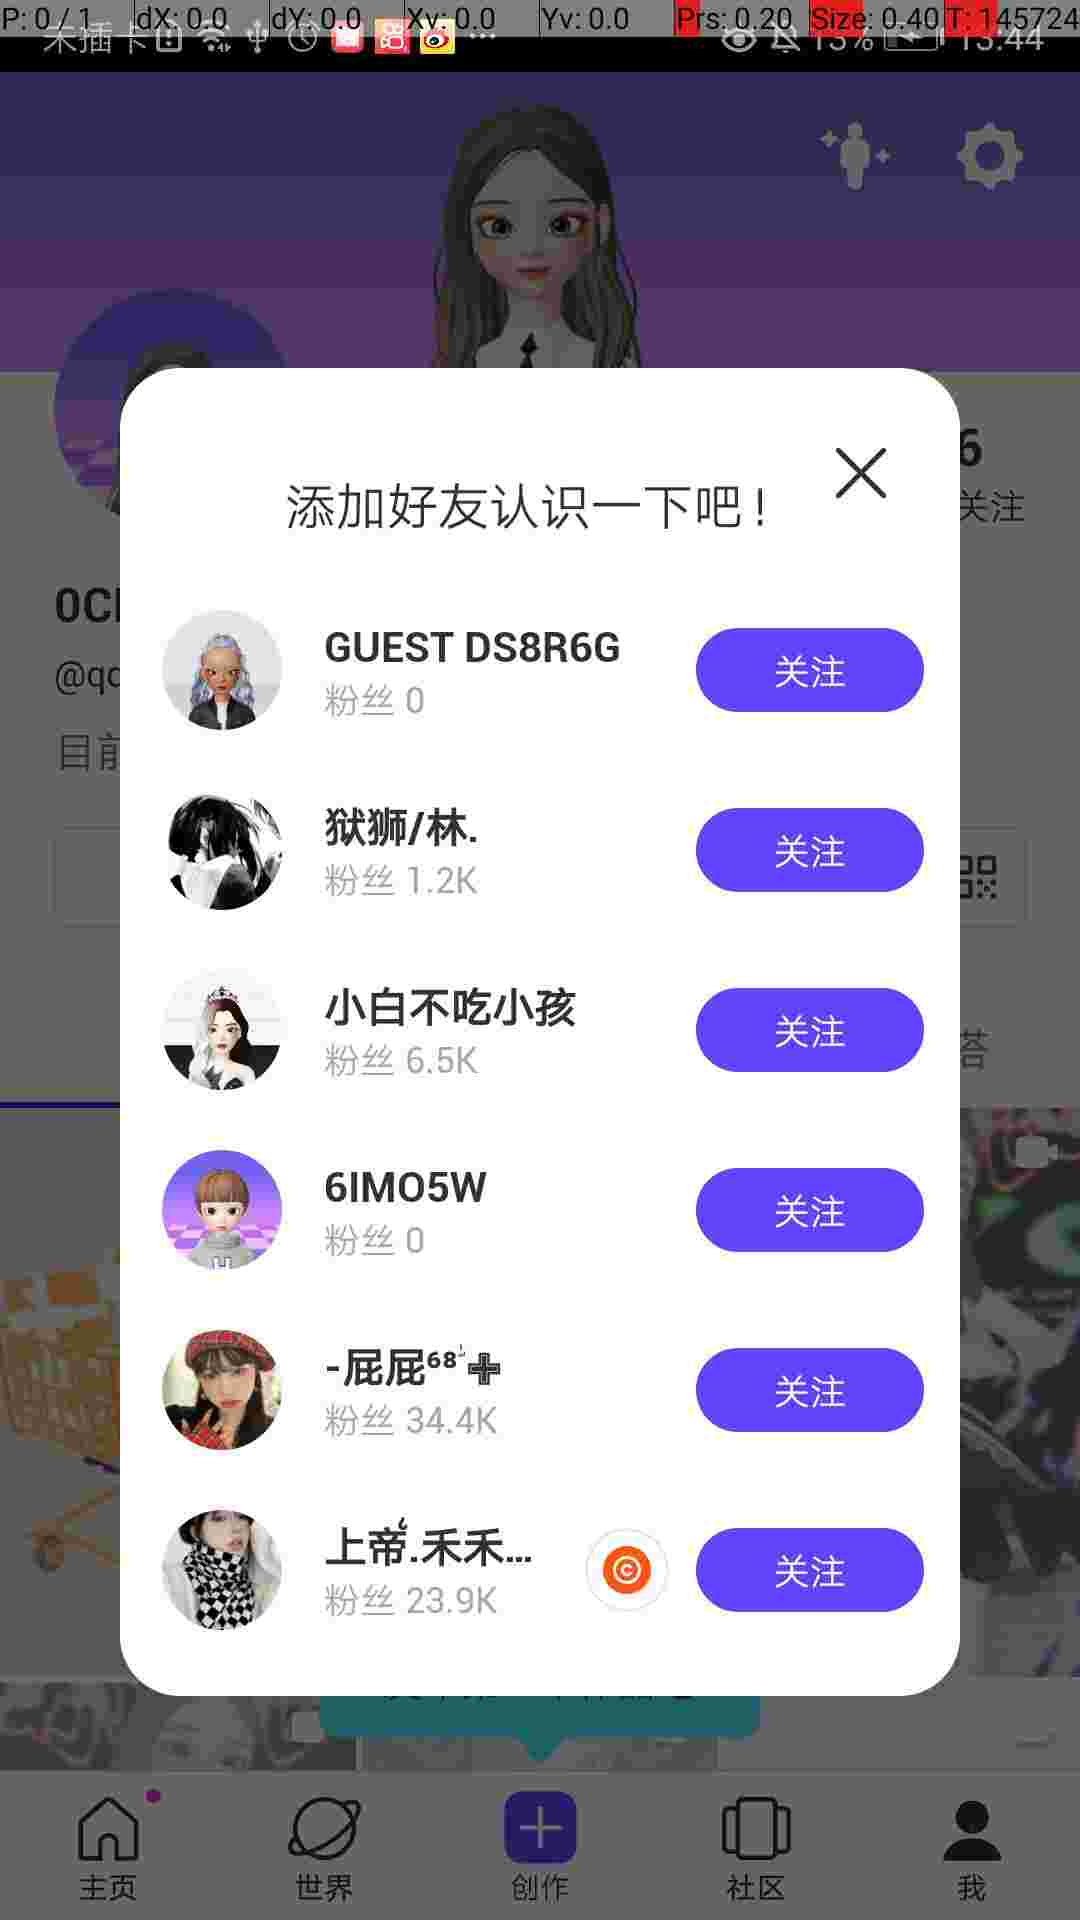 P: 0 / 1 dX: 0.0 dY: 0.0 Xv: 0.0 Yv: 0.0 Prs: 0.20 Size: 0.40 T: 145724
未插卡 13% 13:44
6
关注
添加好友认识一下吧!
0C
@qc
目前
GUEST DS8R6G
粉丝 0
关注
狱狮/林.
粉丝 1.2K
关注
小白不吃小孩
粉丝 6.5K
关注
答
6IMO5W
粉丝 0
关注
-屁屁⁶⁸
粉丝 34.4K
关注
上帝.禾禾...
粉丝 23.9K
关注
主页
世界
创作
社区
我